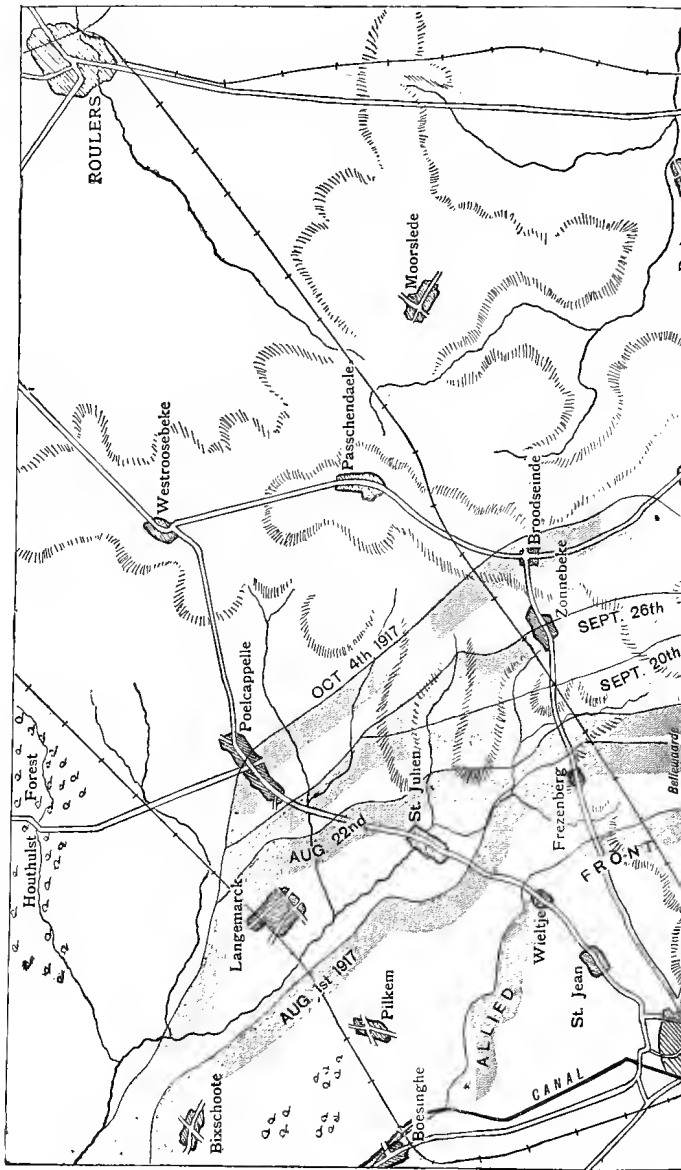 ROULERS
Moorslede
Westroosebeke
Passchendaele
Broodseinde
Zonnebeke
SEPT. 26th
SEPT. 20th
OCT 4th 1917
Houthulst
Forest
Poelcappelle
St. Julien
Frezenberg
Bellewaarde
AUG. 22nd
FRONT
Langemarck
Wieltje
AUG 1st 1917
St. Jean
Pilkem
ALLIED
Bixschoote
Boesinghe
CANAL